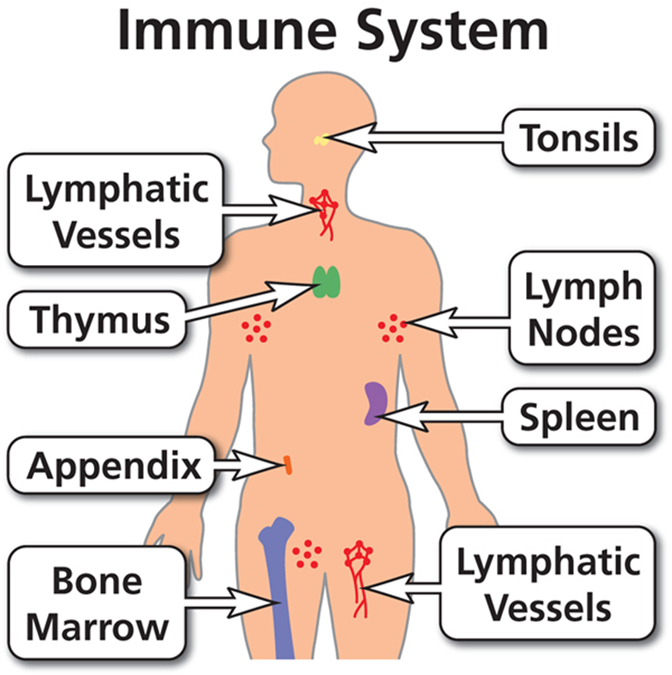 Immune System
Tonsils
Lymphatic
Vessels
Thymus
Lymph
Nodes
Spleen
Appendix
Bone
Marrow
Lymphatic
Vessels